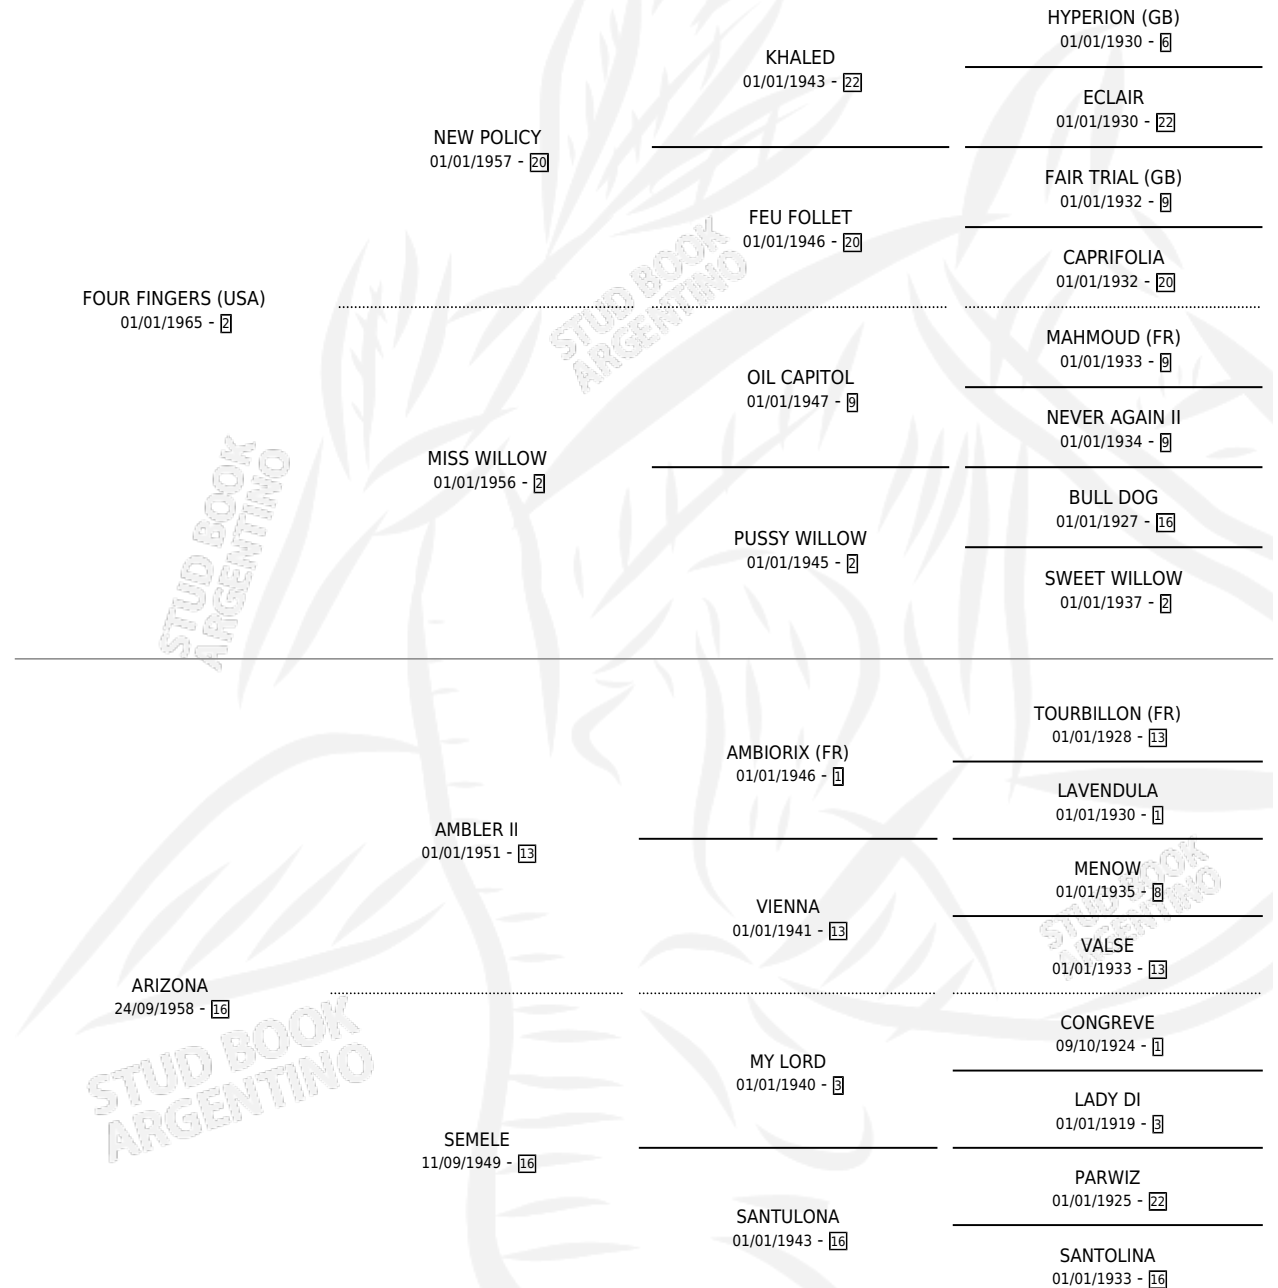 HYPERION (GB)
01/01/1930 - 6
KHALED
01/01/1943 - 22
ECLAIR
01/01/1930 - 22
NEW POLICY
01/01/1957 - 20
FAIR TRIAL (GB)
01/01/1932 - 9
FEU FOLLET
01/01/1946 - 20
CAPRIFOLIA
01/01/1932 - 20
FOUR FINGERS (USA)
01/01/1965 - 2
MAHMOUD (FR)
01/01/1933 - 9
OIL CAPITOL
01/01/1947 - 9
NEVER AGAIN II
01/01/1934 - 9
MISS WILLOW
01/01/1956 - 2
BULL DOG
01/01/1927 - 16
PUSSY WILLOW
01/01/1945 - 2
SWEET WILLOW
01/01/1937 - 2
TOURBILLON (FR)
01/01/1928 - 13
AMBIORIX (FR)
01/01/1946 - 1
LAVENDULA
01/01/1930 - 1
AMBLER II
01/01/1951 - 13
MENOW
01/01/1935 - 8
VIENNA
01/01/1941 - 13
VALSE
01/01/1933 - 13
ARIZONA
24/09/1958 - 16
CONGREVE
09/10/1924 - 1
MY LORD
01/01/1940 - 3
LADY DI
01/01/1919 - 3
SEMELE
11/09/1949 - 16
PARWIZ
01/01/1925 - 22
SANTULONA
01/01/1943 - 16
SANTOLINA
01/01/1933 - 16
STUD BOOK
ARGENTINO
STUD BOOK
ARGENTINO
STUD BOOK
ARGENTINO
STUD BOOK
ARGENTINO